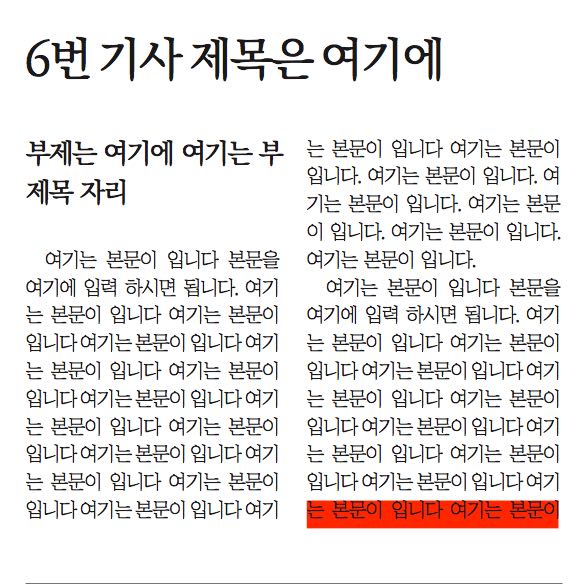 6번 기사 제목은 여기에
부제는 여기에 여기는 부
제목 자리
여기는 본문이 입니다 본문을
여기에 입력 하시면 됩니다. 여기
는 본문이 입니다 여기는 본문이
입니다 여기는 본문이 입니다 여기
는 본문이 입니다 여기는 본문이
입니다 여기는 본문이 입니다 여기
는 본문이 입니다 여기는 본문이
입니다 여기는 본문이 입니다 여기
는 본문이 입니다 여기는 본문이
입니다 여기는 본문이 입니다 여기
는 본문이 입니다 여기는 본문이
입니다. 여기는 본문이 입니다. 여
기는 본문이 입니다. 여기는 본문
이 입니다. 여기는 본문이 입니다.
여기는 본문이 입니다.
여기는 본문이 입니다 본문을
여기에 입력 하시면 됩니다. 여기
는 본문이 입니다 여기는 본문이
입니다 여기는 본문이 입니다 여기
는 본문이 입니다 여기는 본문이
입니다 여기는 본문이 입니다 여기
는 본문이 입니다 여기는 본문이
입니다 여기는 본문이 입니다 여기
는 본문이 입니다 여기는 본문이